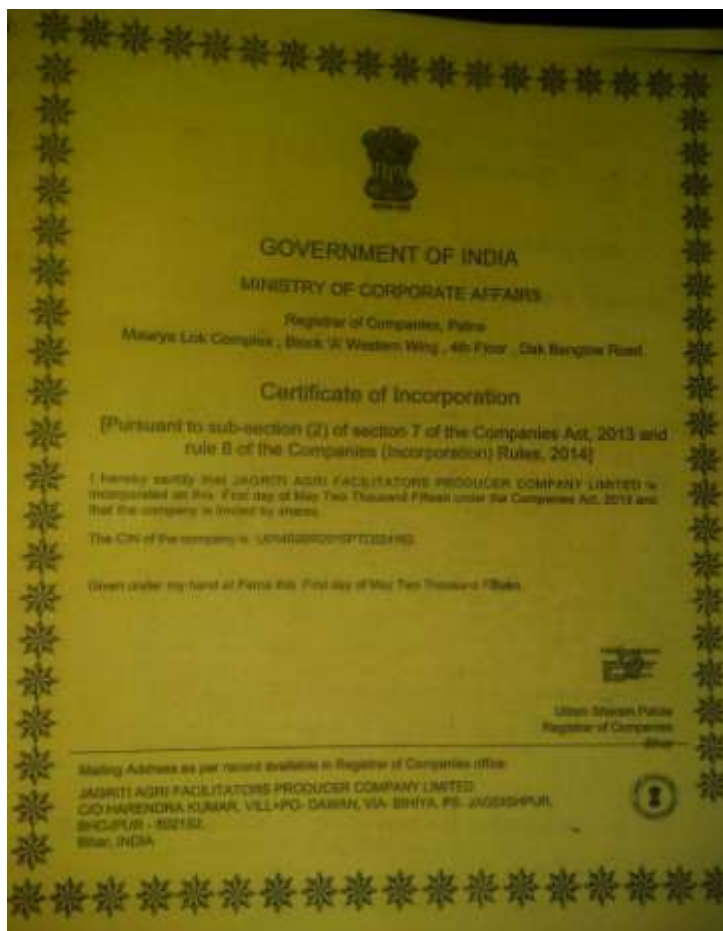 GOVERNMENT OF INDIA
MINISTRY OF CORPORATE AFFAIRS
Registrar of Companies, Patna
Maurya Lok Complex , Block 'A' Western Wing , 4th Floor , Dak Banglow Road
Certificate of Incorporation
[Pursuant to sub-section (2) of section 7 of the Companies Act, 2013 and
rule 8 of the Companies (Incorporation) Rules, 2014]
I hereby certify that JAGRITI AGRI FACILITATORS PRODUCER COMPANY LIMITED is
incorporated on this First day of May Two Thousand Fifteen under the Companies Act, 2013 and
that the company is limited by shares.
The CIN of the company is
Given under my hand at Patna this First day of May Two Thousand Fifteen.
Registrar of Companies
Bihar
Mailing Address as per record available in Registrar of Companies office:
JAGRITI AGRI FACILITATORS PRODUCER COMPANY LIMITED
C/O HARENDRA KUMAR, VILL+PO- DAWAN, VIA- BIHIYA, PS- JAGDISHPUR,
BHOJPUR - 802152,
Bihar, INDIA